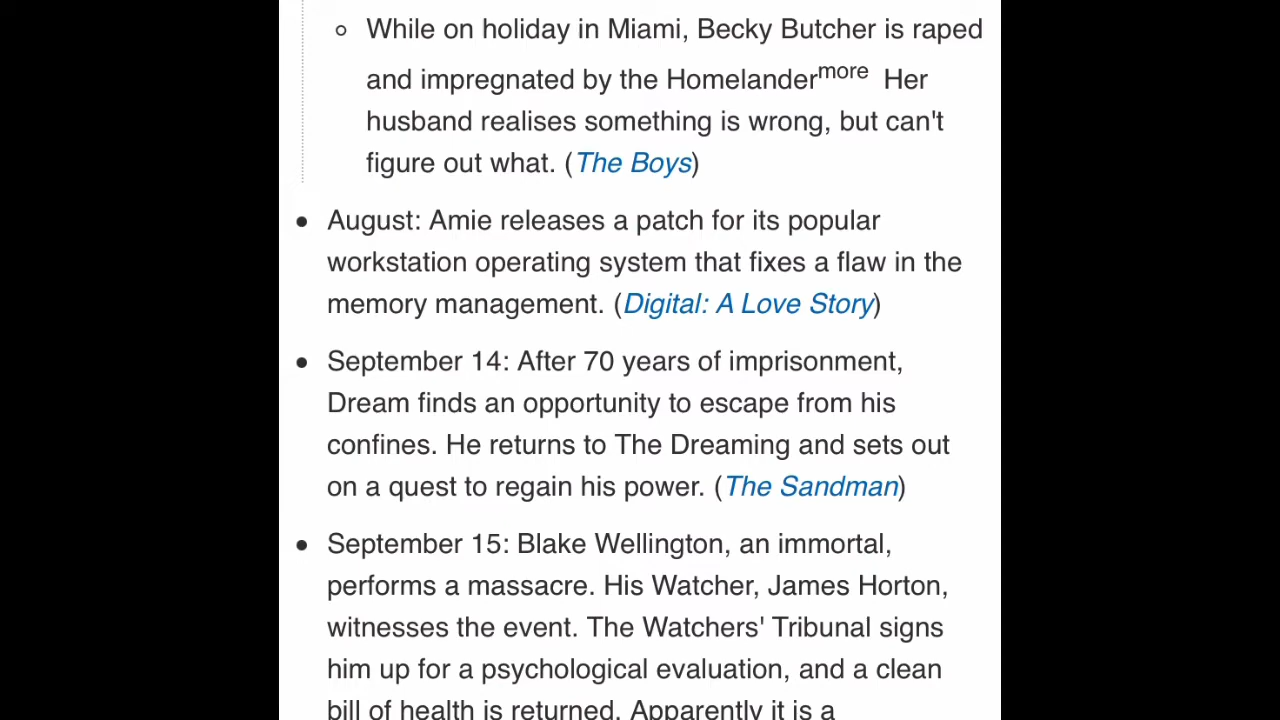 While on holiday in Miami, Becky Butcher is raped
and impregnated by the Homelandermore Her
husband realises something is wrong, but can't
figure out what. (The Boys)
August: Amie releases a patch for its popular
workstation operating system that fixes a flaw in the
memory management. (Digital: A Love Story)
September 14: After 70 years of imprisonment,
Dream finds an opportunity to escape from his
confines. He returns to The Dreaming and sets out
on a quest to regain his power. (The Sandman)
September 15: Blake Wellington, an immortal,
performs a massacre. His Watcher, James Horton,
witnesses the event. The Watchers' Tribunal signs
him up for a psychological evaluation, and a clean
bill of health is returned. Apparently it is a